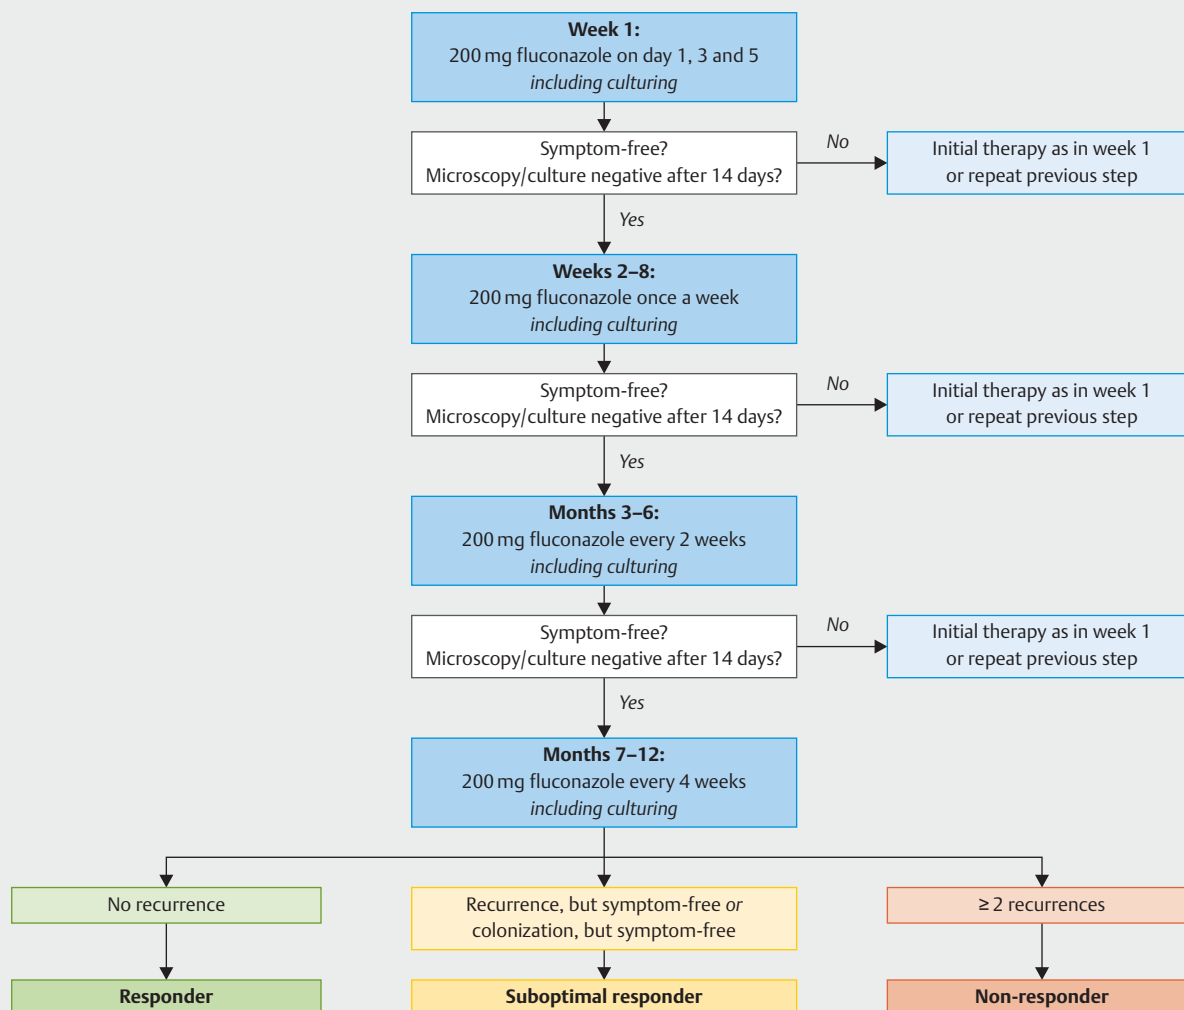 Week 1:
200 mg fluconazole on day 1, 3 and 5
including culturing
Symptom-free?
Microscopy/culture negative after 14 days?
No
Initial therapy as in week 1
or repeat previous step
Yes
Weeks 2–8:
200 mg fluconazole once a week
including culturing
Symptom-free?
Microscopy/culture negative after 14 days?
No
Initial therapy as in week 1
or repeat previous step
Yes
Months 3–6:
200 mg fluconazole every 2 weeks
including culturing
Symptom-free?
Microscopy/culture negative after 14 days?
No
Initial therapy as in week 1
or repeat previous step
Yes
Months 7–12:
200 mg fluconazole every 4 weeks
including culturing
No recurrence
Recurrence, but symptom-free or
colonization, but symptom-free
≥ 2 recurrences
Responder
Suboptimal responder
Non-responder